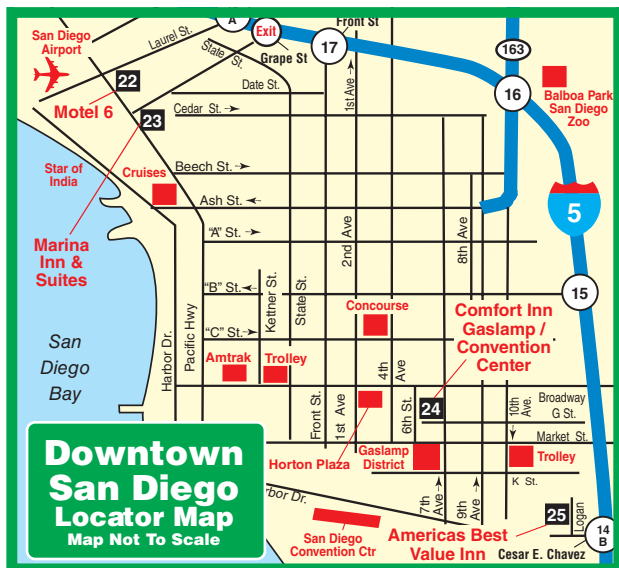 A
Exit
Front St
17
163
San Diego
Airport
Laurel St.
State St.
Grape St
22
Date St.
1st Ave →
16
Balboa Park
San Diego
Zoo
Motel 6
23
Cedar St. →
Star of
India
Cruises
Beech St. →
Ash St. ←
5
Marina
Inn &
Suites
"A" St. →
2nd Ave
8th Ave
"B" St. ←
Kettner St.
State St.
15
Concourse
Comfort Inn
Gaslamp /
Convention
Center
San
Diego
Bay
Harbor Dr.
Pacific Hwy
"C" St. →
Amtrak
Trolley
4th
Ave
Front St.
1st Ave
6th St.
24
10th
Ave.
→
Broadway
G St.
Market St.
Horton Plaza
Gaslamp
District
Trolley
K St.
7th
Ave →
9th
Ave →
rbor Dr.
San Diego
Convention Ctr
Americas Best
Value Inn
25
Logan
14
B
Cesar E. Chavez
Downtown
San Diego
Locator Map
Map Not To Scale